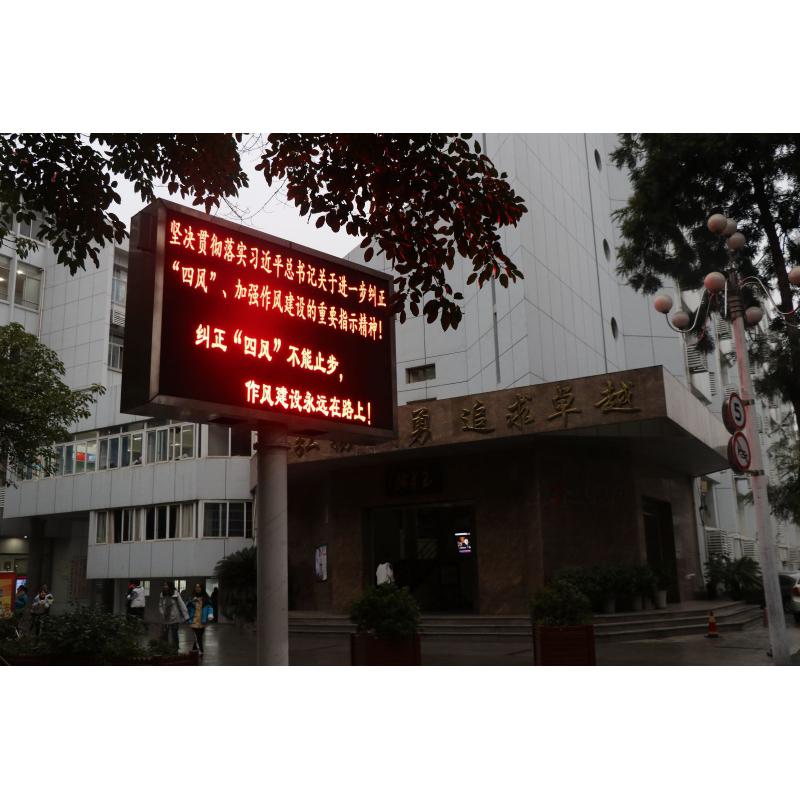 坚决贯彻落实习近平总书记关于进一步纠正
“四风”、加强作风建设的重要指示精神！
纠正“四风”不能止步，
作风建设永远在路上！
勇 追求卓越
5